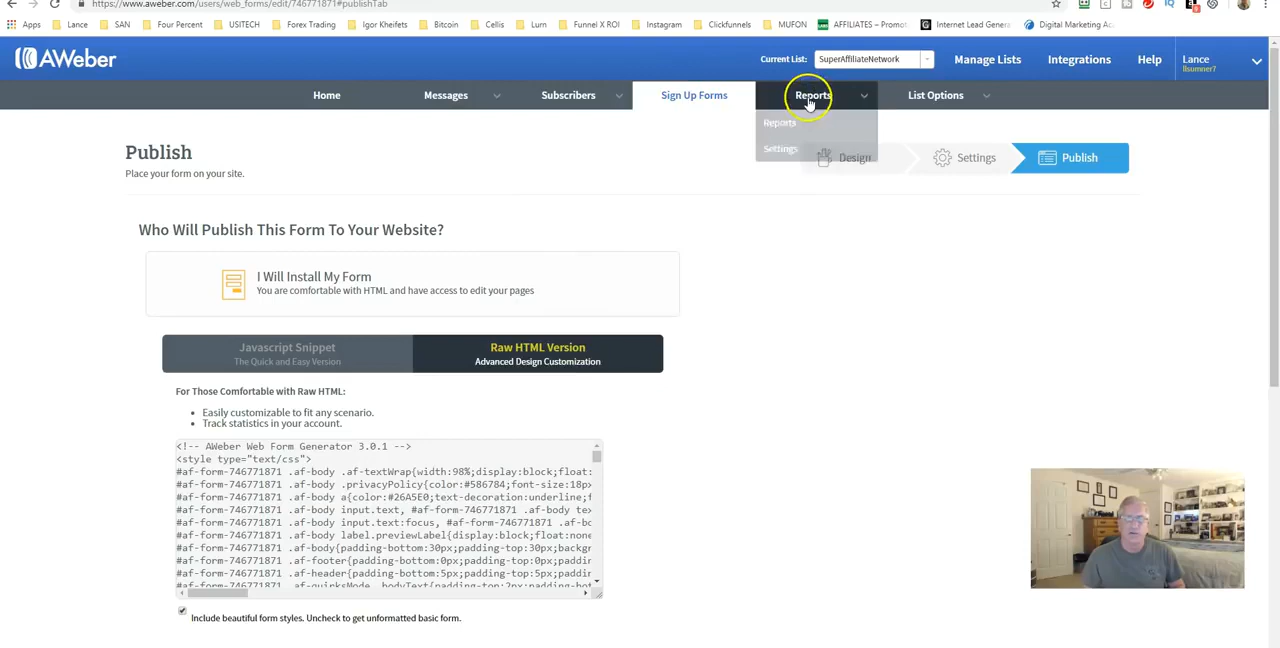 https://www.aweber.com/users/web_forms/edit/746771871#publishTab
Apps Lance SAN Four Percent USITECH Forex Trading Igor Kheifets Bitcoin Cellis Lurn Funnel X ROI Instagram Clickfunnels MUFON AFFILIATES – Promot Internet Lead Genera Digital Marketing Ac
AWeber
Current List: SuperAffiliateNetwork Manage Lists Integrations Help Lance
llsumner7
Home Messages Subscribers Sign Up Forms Reports List Options
Reports
Settings
Publish
Place your form on your site.
Design Settings Publish
Who Will Publish This Form To Your Website?
I Will Install My Form
You are comfortable with HTML and have access to edit your pages
Javascript Snippet
The Quick and Easy Version
Raw HTML Version
Advanced Design Customization
For Those Comfortable with Raw HTML:
• Easily customizable to fit any scenario.
• Track statistics in your account.
<!-- AWeber Web Form Generator 3.0.1 -->
<style type="text/css">
#af-form-746771871 .af-body .af-textWrap{width:98%;display:block;float:
#af-form-746771871 .af-body .privacyPolicy{color:#586784;font-size:18px
#af-form-746771871 .af-body a{color:#26A5E0;text-decoration:underline;f
#af-form-746771871 .af-body input.text, #af-form-746771871 .af-body tex
#af-form-746771871 .af-body input.text:focus, #af-form-746771871 .af-bo
#af-form-746771871 .af-body label.previewLabel{display:block;float:none
#af-form-746771871 .af-body{padding-bottom:30px;padding-top:30px;backgr
#af-form-746771871 .af-footer{padding-bottom:0px;padding-top:0px;
#af-form-746771871 .af-header{padding-bottom:5px;padding-top:5px;
#af-form-746771871 .af-quirksMode .bodyText{padding-top:2px;
Include beautiful form styles. Uncheck to get unformatted basic form.